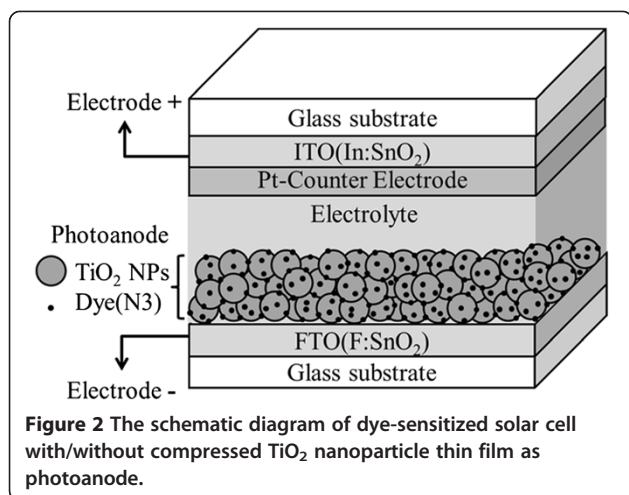 Electrode +
Glass substrate
ITO(In:SnO₂)
Pt-Counter Electrode
Electrolyte
Photoanode
TiO₂ NPs
Dye(N3)
FTO(F:SnO₂)
Electrode -
Glass substrate
Figure 2 The schematic diagram of dye-sensitized solar cell
with/without compressed TiO₂ nanoparticle thin film as
photoanode.